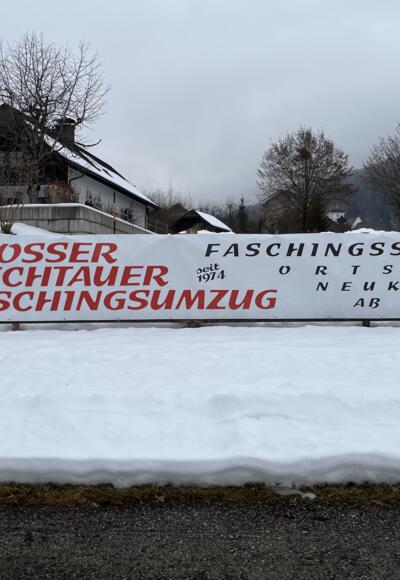 OSSER
CHTAUER
SCHINGSUMZUG
seit
1974
FASCHINGSS
ORTS
NEUK
AB